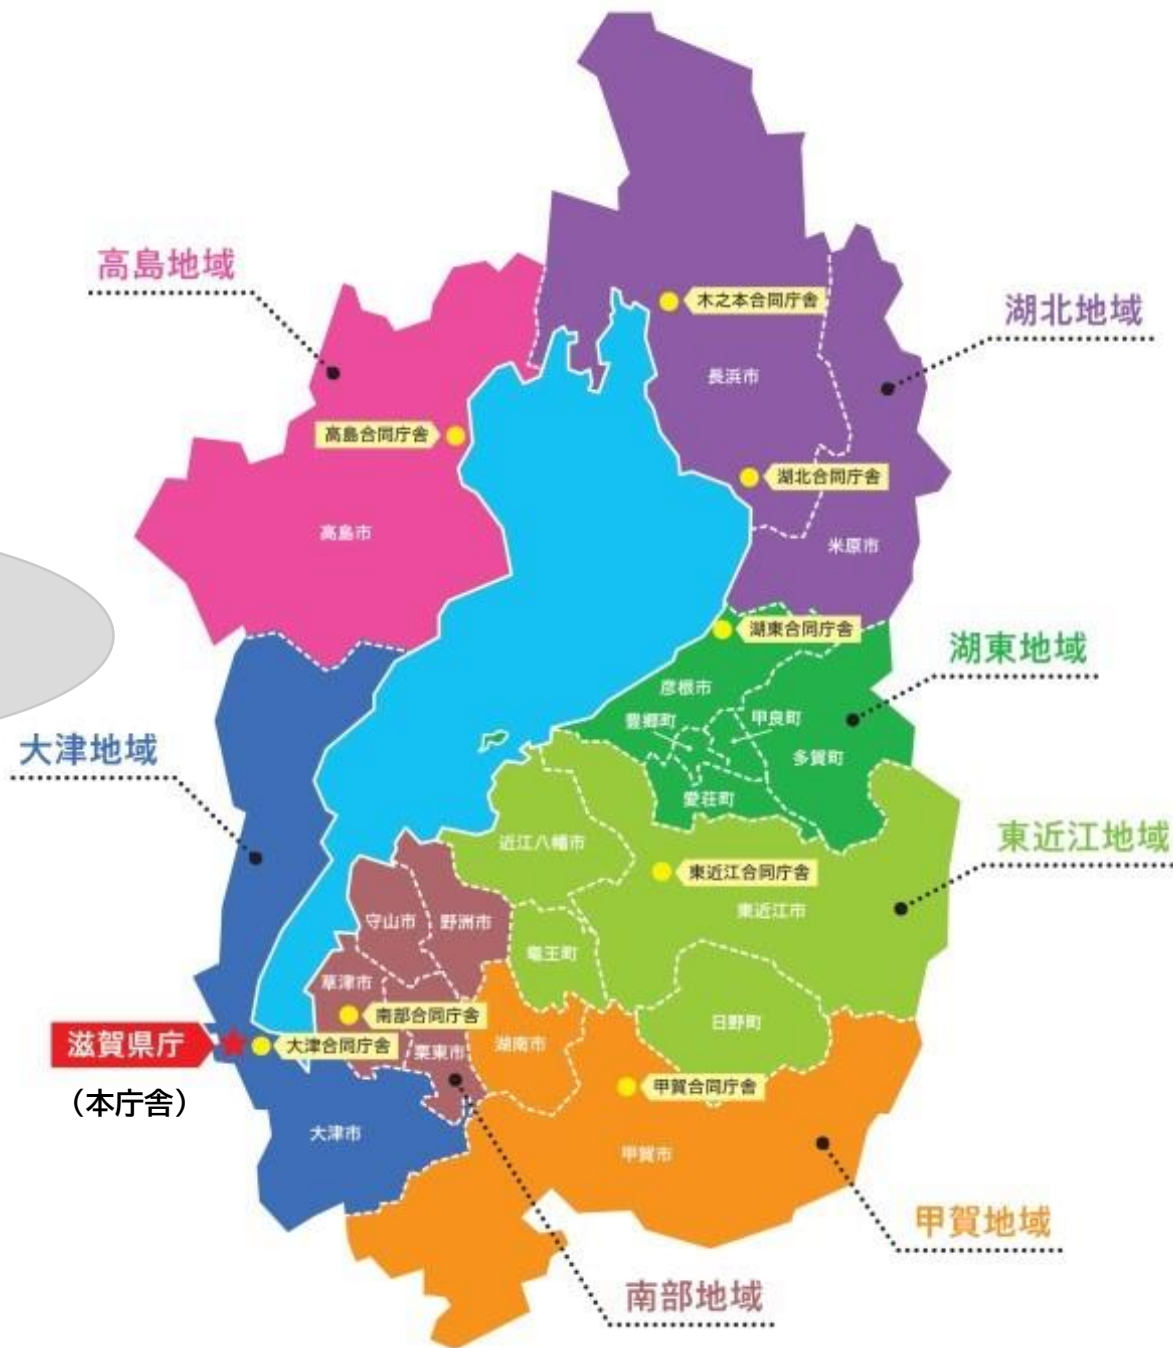 高島地域
木之本合同庁舎
湖北地域
長浜市
高島合同庁舎
湖北合同庁舎
高島市
米原市
湖東合同庁舎
湖東地域
彦根市
豊郷町
甲良町
大津地域
多賀町
愛荘町
東近江地域
近江八幡市
東近江合同庁舎
東近江市
守山市
野洲市
竜王町
草津市
南部合同庁舎
日野町
滋賀県庁
大津合同庁舎
栗東市
湖南市
(本庁舎)
甲賀合同庁舎
大津市
甲賀市
甲賀地域
南部地域